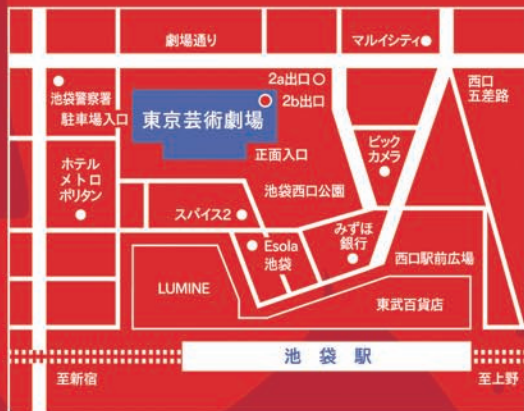 劇場通り
マルイシティ
2a出口
2b出口
西口
五差路
池袋警察署
駐車場入口
東京芸術劇場
正面入口
ビック
カメラ
ホテル
メトロ
ポリタン
池袋西口公園
スパイス2
みずほ
銀行
Esola
池袋
西口駅前広場
LUMINE
東武百貨店
池袋駅
至新宿
至上野